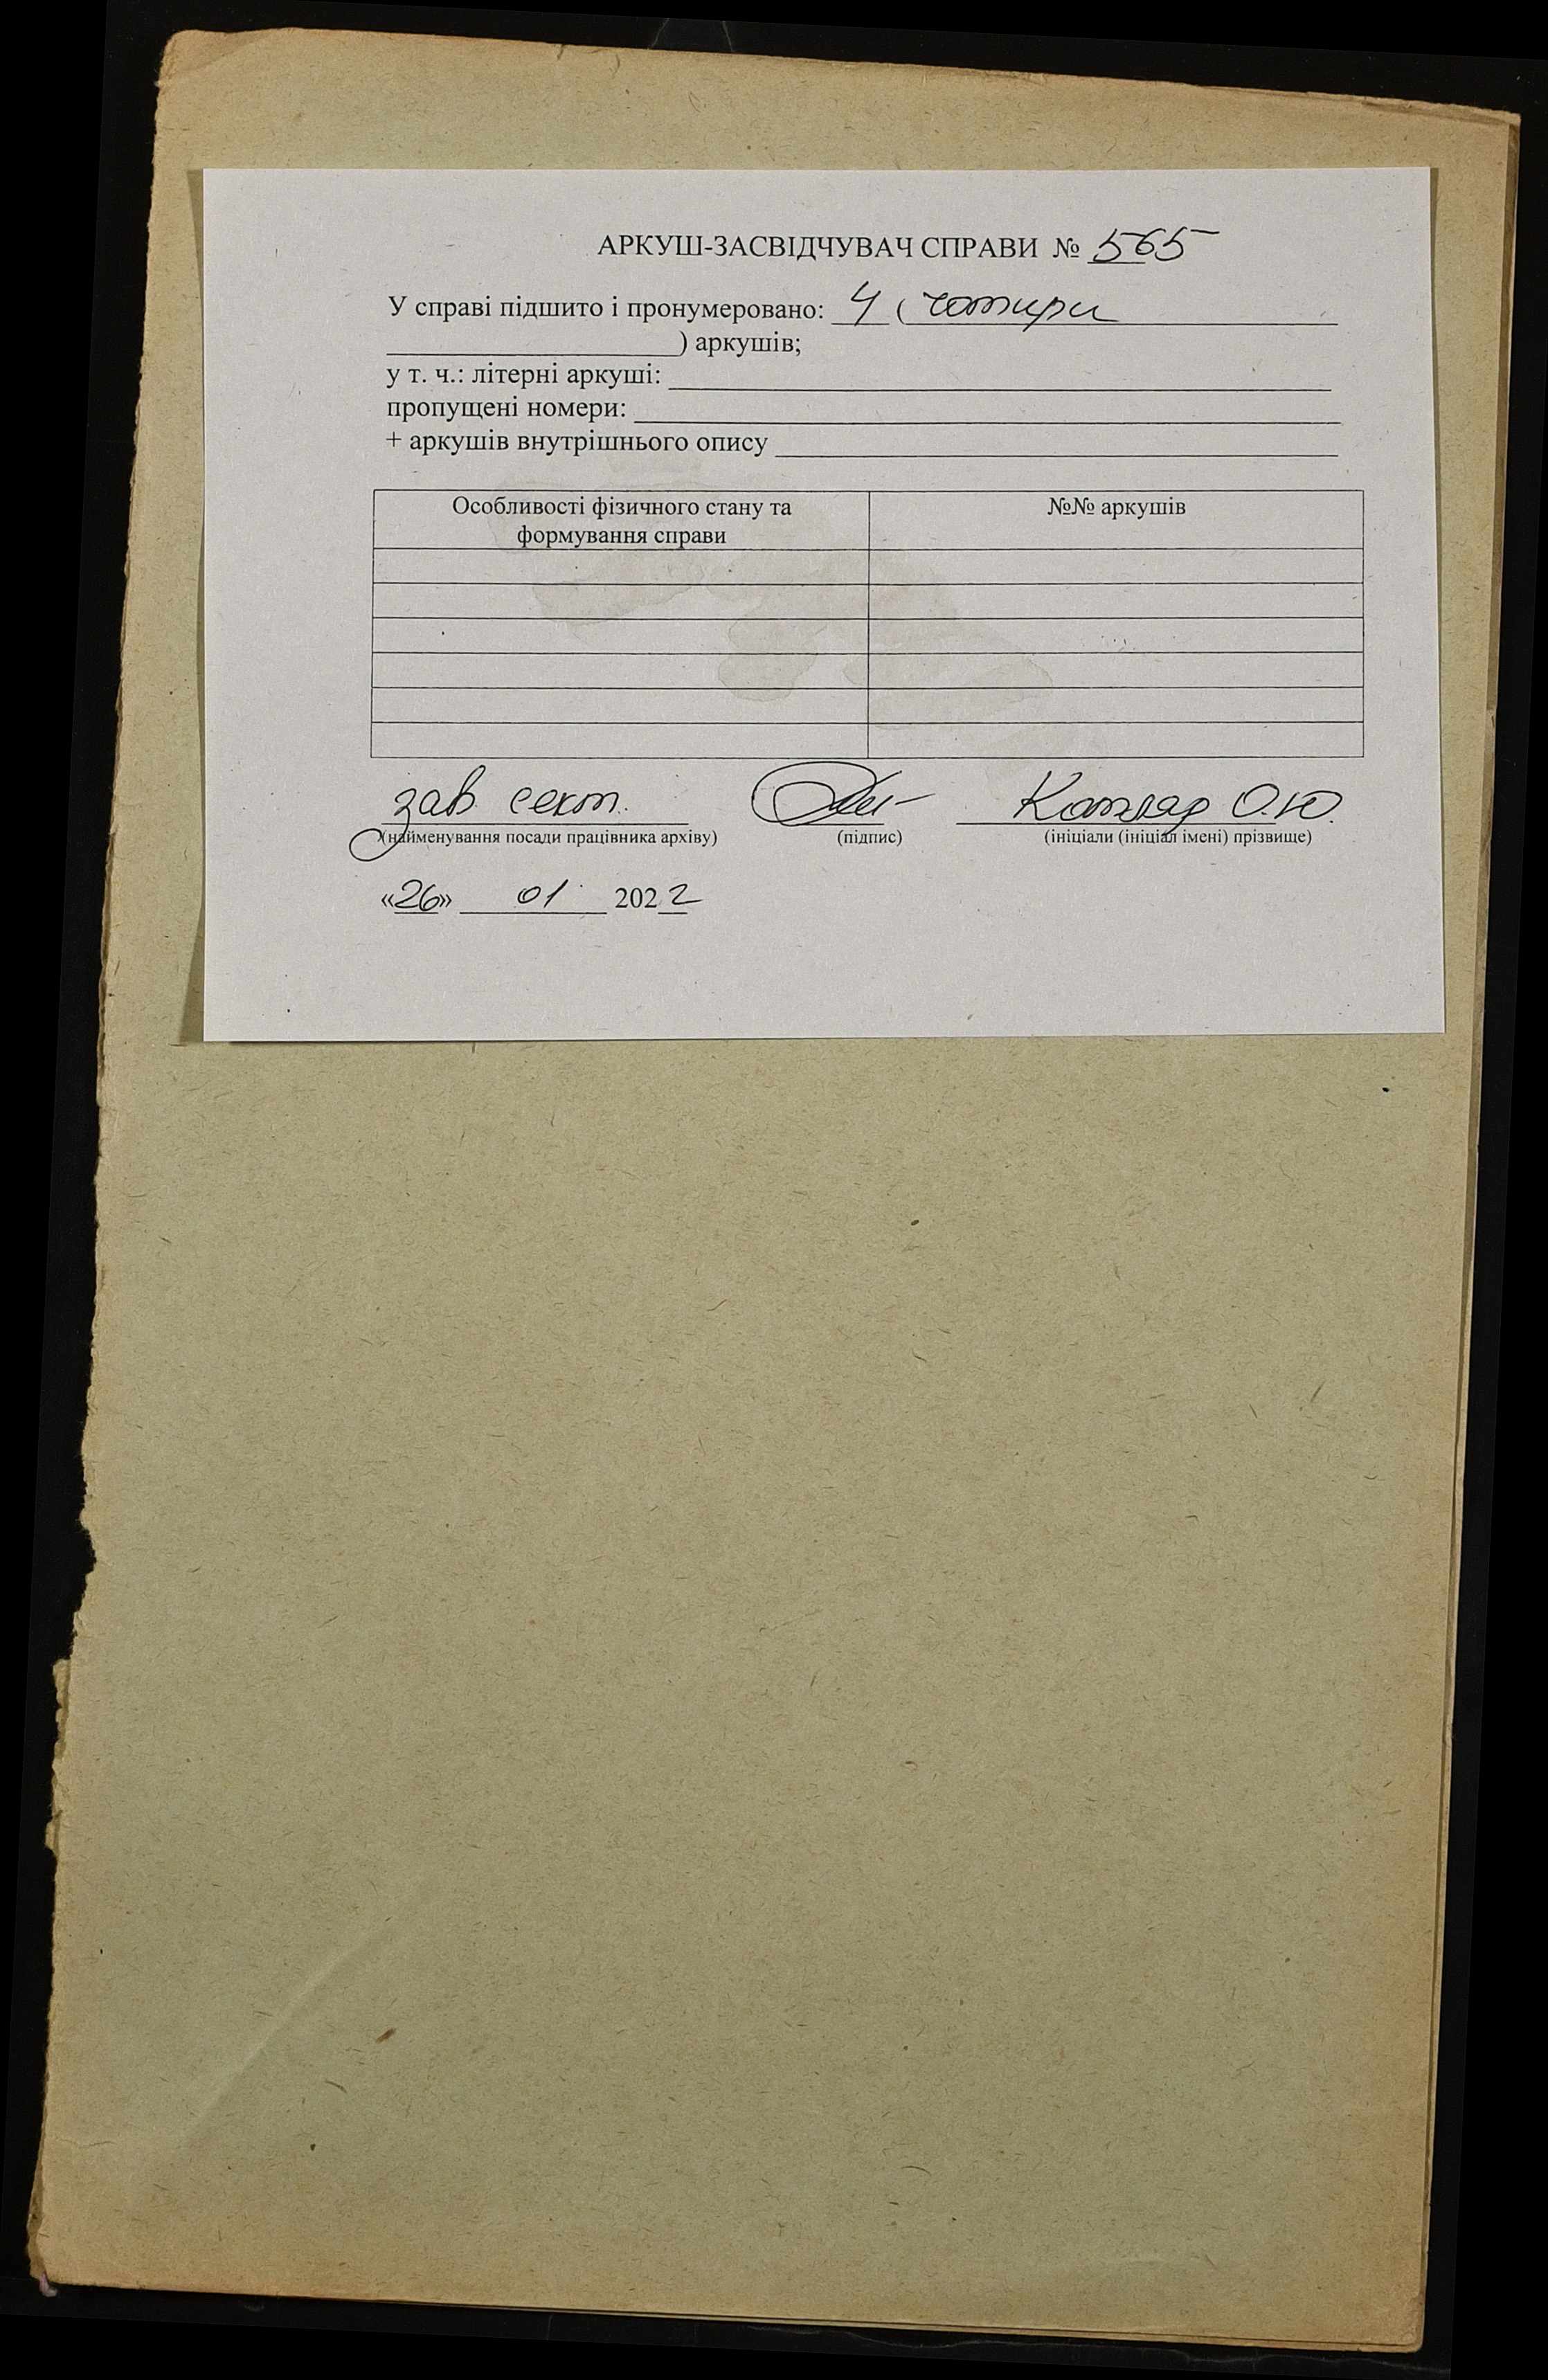 АРКУШ-ЗАСВІДЧУВАЧ СПРАВИ № 565
У справі підшито і пронумеровано: 4 ( чотири
) аркушів;
у т. ч.: літерні аркуші:
пропущені номери:
+ аркушів внутрішнього опису
Особливості фізичного стану та формування справи
№№ аркушів
зав. сект.
О.Ю.
(найменування посади працівника архіву) (підпис) (ініціали (ініціал імені) прізвище)
«26» 01 2022